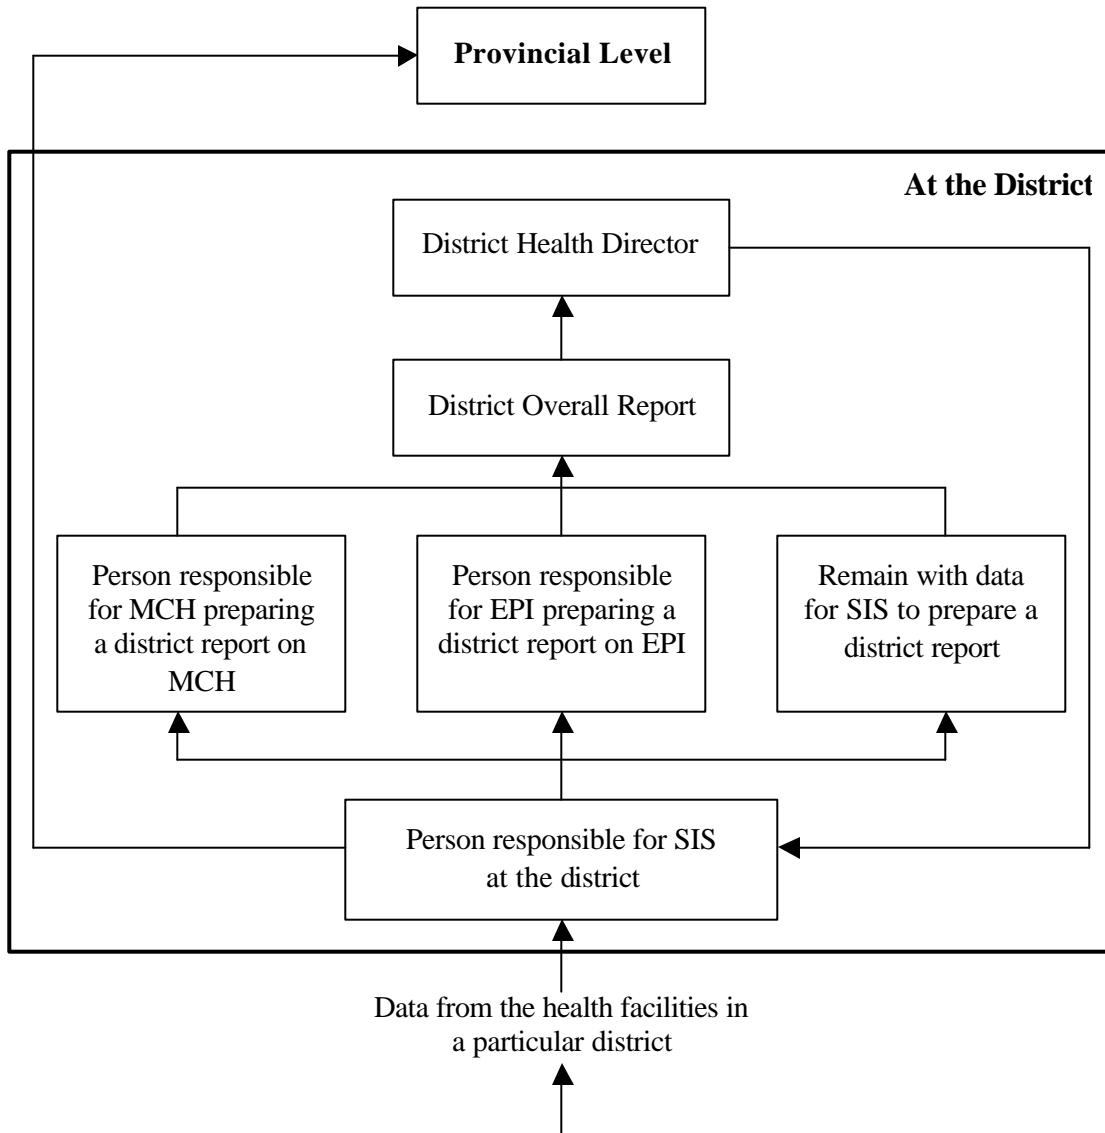 Provincial Level
At the District
District Health Director
District Overall Report
Person responsible
for MCH preparing
a district report on
MCH
Person responsible
for EPI preparing a
district report on EPI
Remain with data
for SIS to prepare a
district report
Person responsible for SIS
at the district
Data from the health facilities in
a particular district